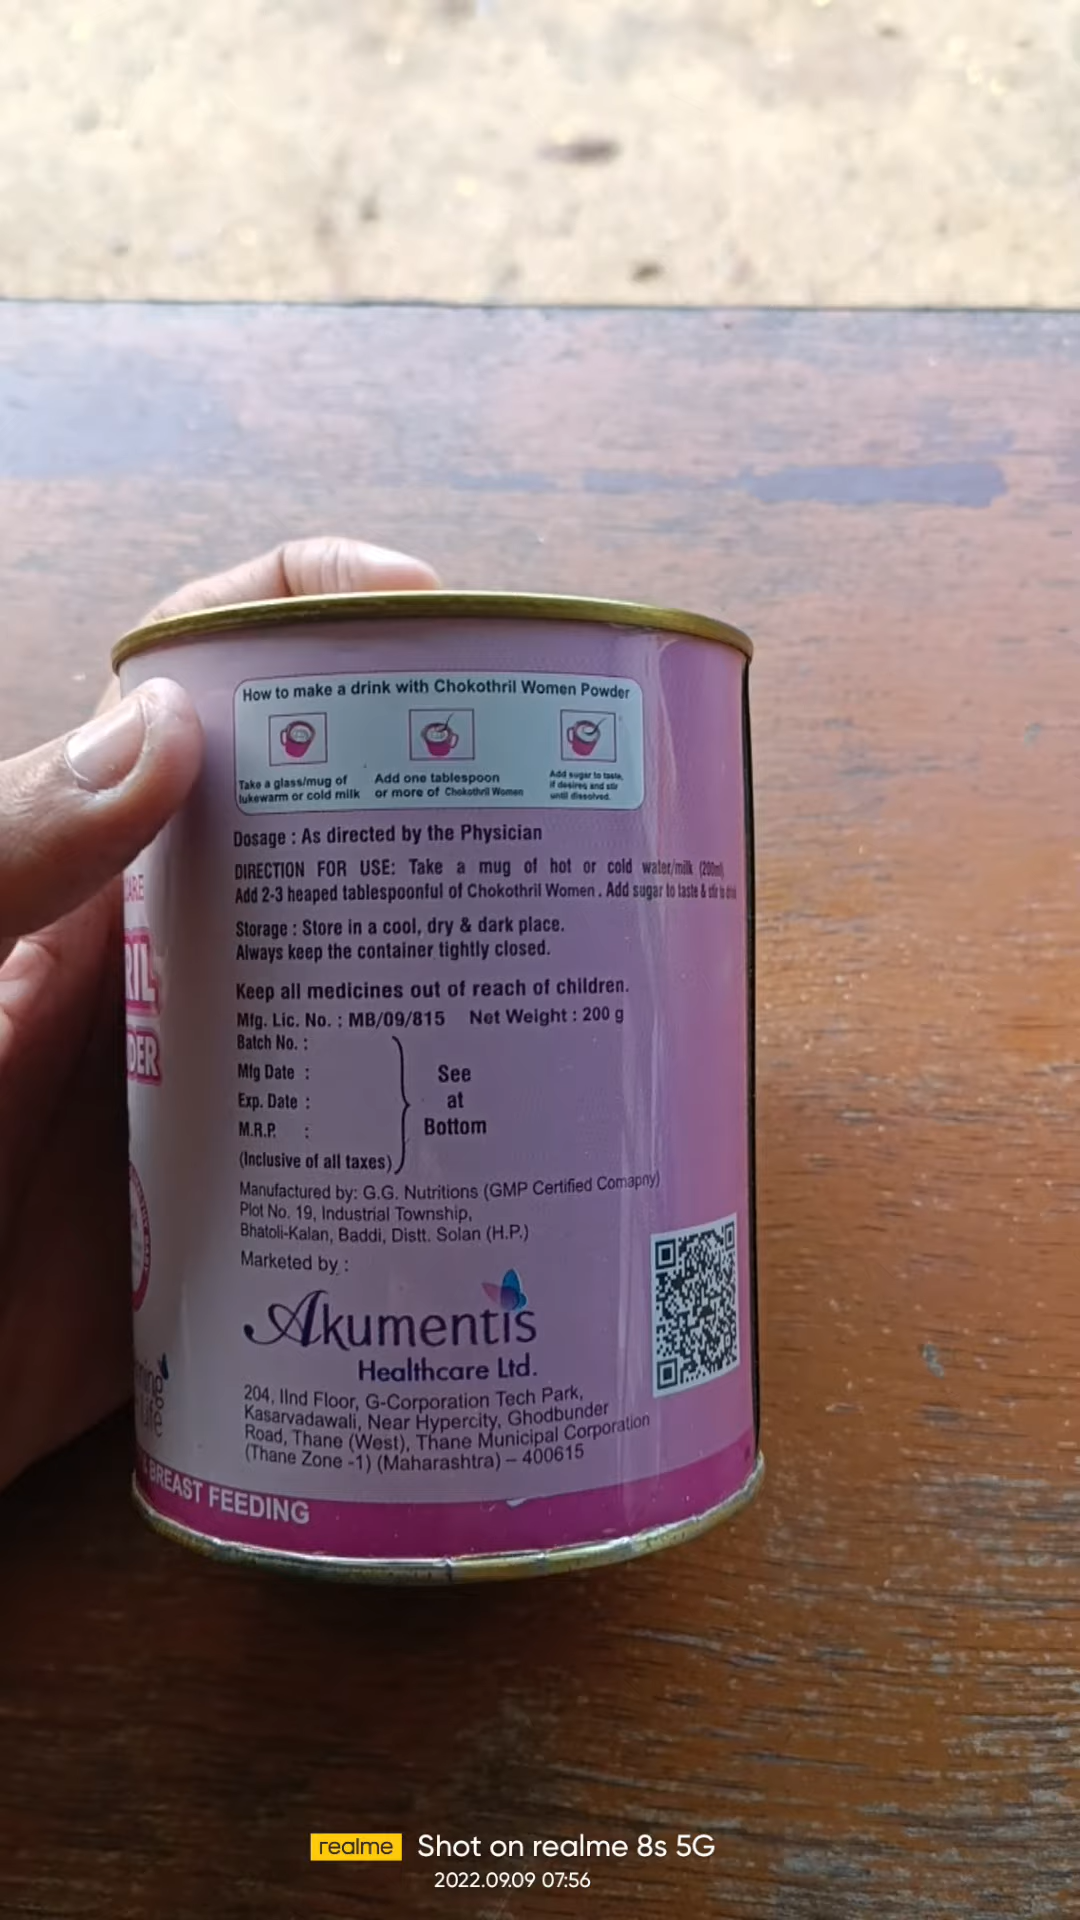 How to make a drink with Chokothril Women Powder
Take a glass/mug of
lukewarm or cold milk
Add one tablespoon
or more of Chokothril Women
Add sugar to taste,
if desires and stir
until dissolved.
Dosage : As directed by the Physician
DIRECTION FOR USE: Take a mug of hot or cold water/milk (200ml)
Add 2-3 heaped tablespoonful of Chokothril Women. Add sugar to taste & stir to
Storage : Store in a cool, dry & dark place.
Always keep the container tightly closed.
Keep all medicines out of reach of children.
Mfg. Lic. No. : MB/09/815 Net Weight : 200 g
Batch No. :
Mfg Date :
Exp. Date :
M.R.P. :
(Inclusive of all taxes)
See
at
Bottom
Manufactured by: G.G. Nutritions (GMP Certified Comapny)
Plot No. 19, Industrial Township,
Bhatoli-Kalan, Baddi, Distt. Solan (H.P.)
Marketed by :
Akumentis
Healthcare Ltd.
204, IInd Floor, G-Corporation Tech Park,
Kasarvadawali, Near Hypercity, Ghodbunder
Road, Thane (West), Thane Municipal Corporation
(Thane Zone -1) (Maharashtra) – 400615
CARE
RIL
DER
life
& BREAST FEEDING
realme Shot on realme 8s 5G
2022.09.09 07:56